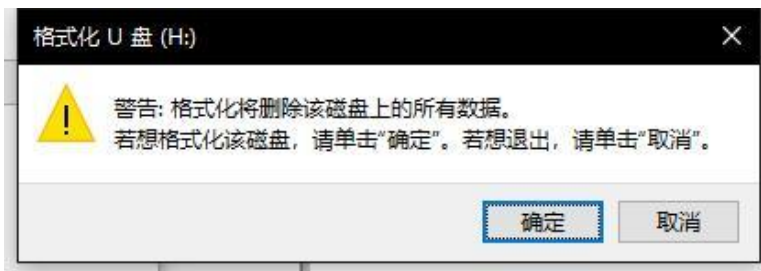 格式化 U 盘 (H:)
警告: 格式化将删除该磁盘上的所有数据。
若想格式化该磁盘，请单击“确定”。若想退出，请单击“取消”。
确定
取消